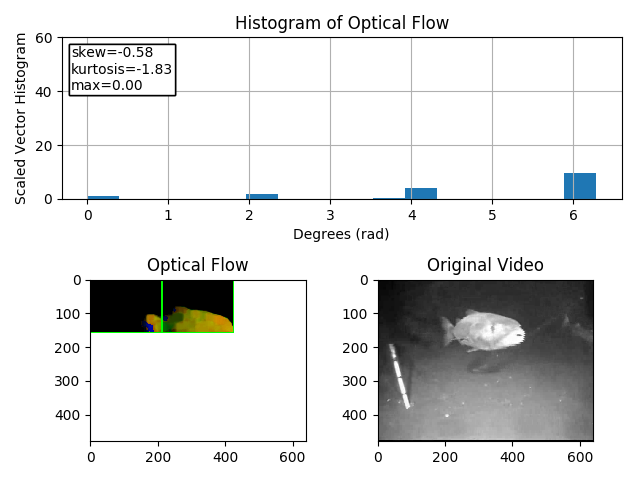 Histogram of Optical Flow
Scaled Vector Histogram
60
40
20
0
skew=-0.58
kurtosis=-1.83
max=0.00
0 1 2 3 4 5 6
Degrees (rad)
Optical Flow
0
100
200
300
400
0 200 400 600
Original Video
0
100
200
300
400
0 200 400 600